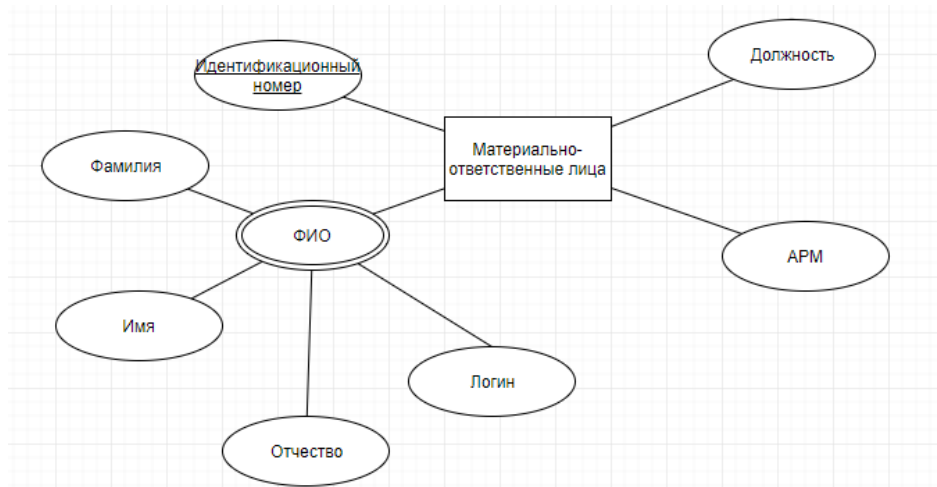 Должность
Идентификационный
номер
Материально-
ответственные лица
Фамилия
ФИО
АРМ
Имя
Логин
Отчество